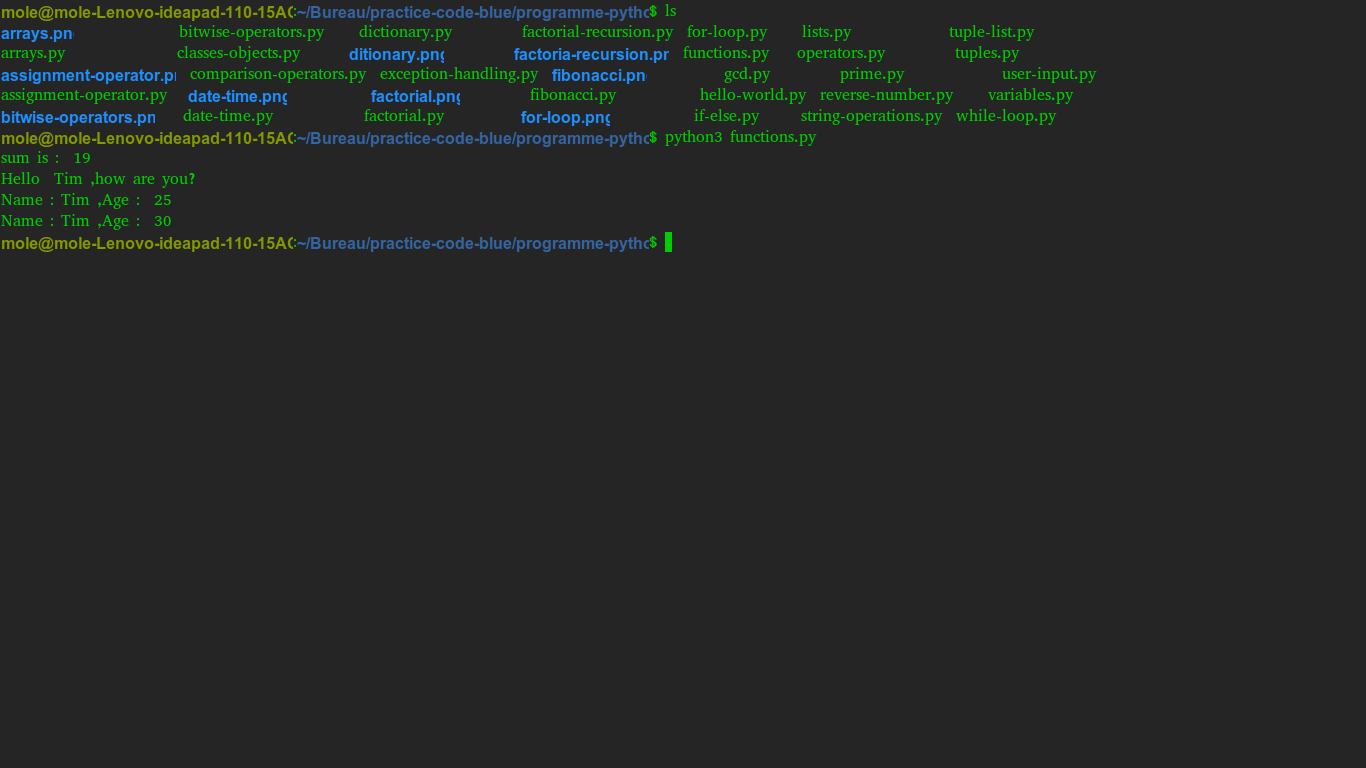 mole@mole-Lenovo-ideapad-110-15AC:~/Bureau/practice-code-blue/programme-pytho$ ls
arrays.pn bitwise-operators.py dictionary.py factorial-recursion.py for-loop.py lists.py tuple-list.py
arrays.py classes-objects.py ditionary.png factoria-recursion.pr functions.py operators.py tuples.py
assignment-operator.pi comparison-operators.py exception-handling.py fibonacci.pn gcd.py prime.py user-input.py
assignment-operator.py date-time.png factorial.png fibonacci.py hello-world.py reverse-number.py variables.py
bitwise-operators.pn date-time.py factorial.py for-loop.png if-else.py string-operations.py while-loop.py
mole@mole-Lenovo-ideapad-110-15AC:~/Bureau/practice-code-blue/programme-pytho$ python3 functions.py
sum is : 19
Hello Tim ,how are you?
Name : Tim ,Age : 25
Name : Tim ,Age : 30
mole@mole-Lenovo-ideapad-110-15AC:~/Bureau/practice-code-blue/programme-pytho$